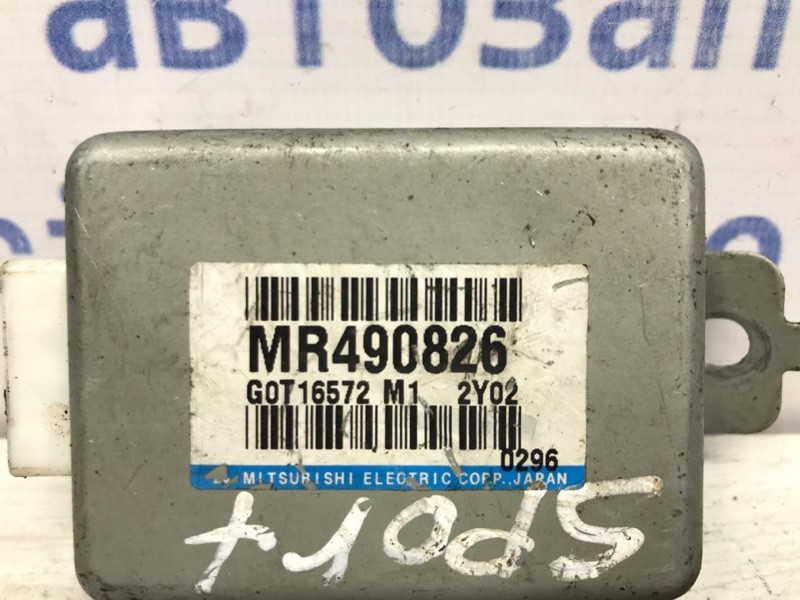 автозап
MR490826
G0T16572 M1 2Y02
0296
MITSUBISHI ELECTRIC CORP., JAPAN
SPORT